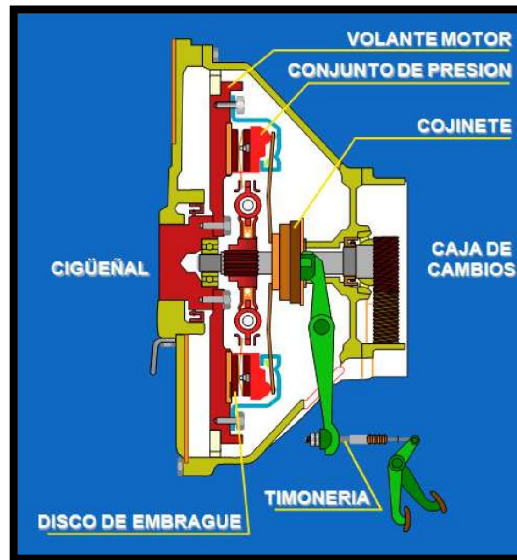 VOLANTE MOTOR
CONJUNTO DE PRESION
COJINETE
CIGÜEÑAL
CAJA DE
CAMBIOS
TIMONERIA
DISCO DE EMBRAGUE